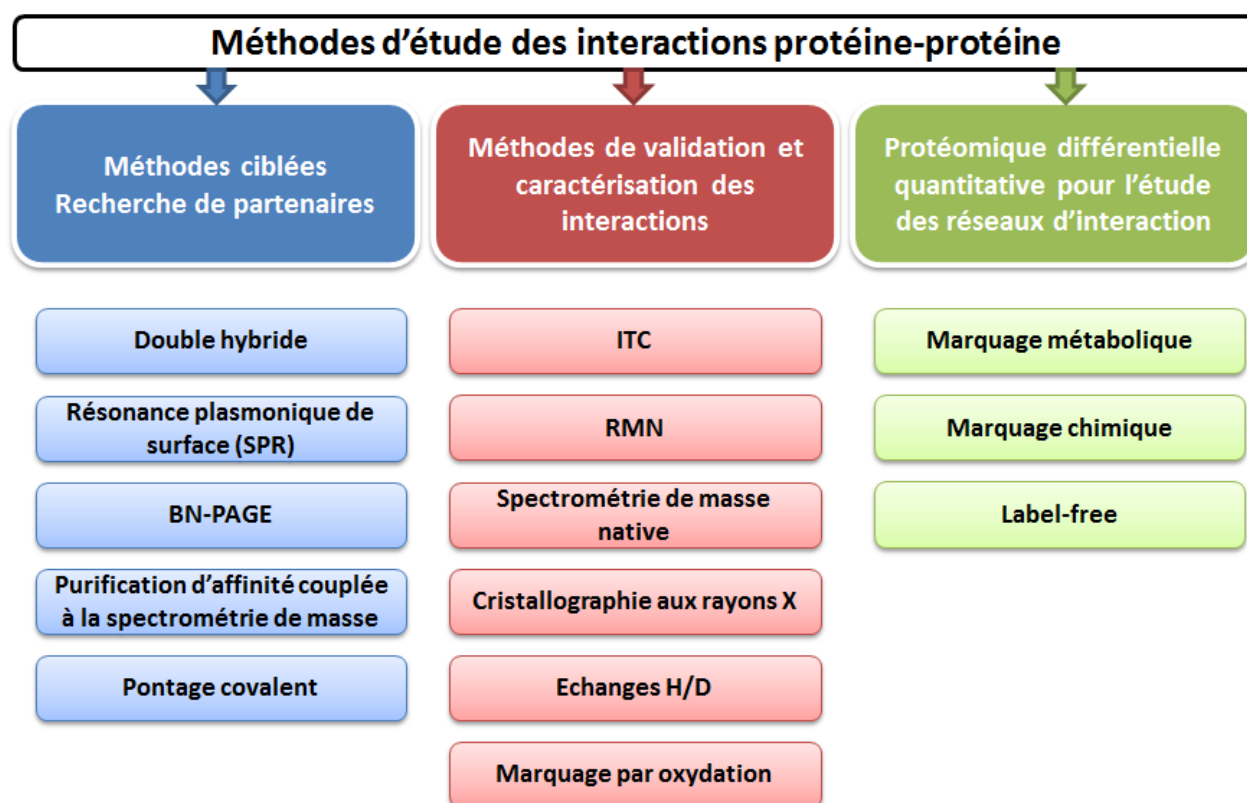 Méthodes d'étude des interactions protéine-protéine
Méthodes ciblées
Recherche de partenaires
Double hybride
Résonance plasmonique de
surface (SPR)
BN-PAGE
Purification d'affinité couplée
à la spectrométrie de masse
Pontage covalent
Méthodes de validation et
caractérisation des
interactions
ITC
RMN
Spectrométrie de masse
native
Cristallographie aux rayons X
Echanges H/D
Marquage par oxydation
Protéomique différentielle
quantitative pour l'étude
des réseaux d'interaction
Marquage métabolique
Marquage chimique
Label-free